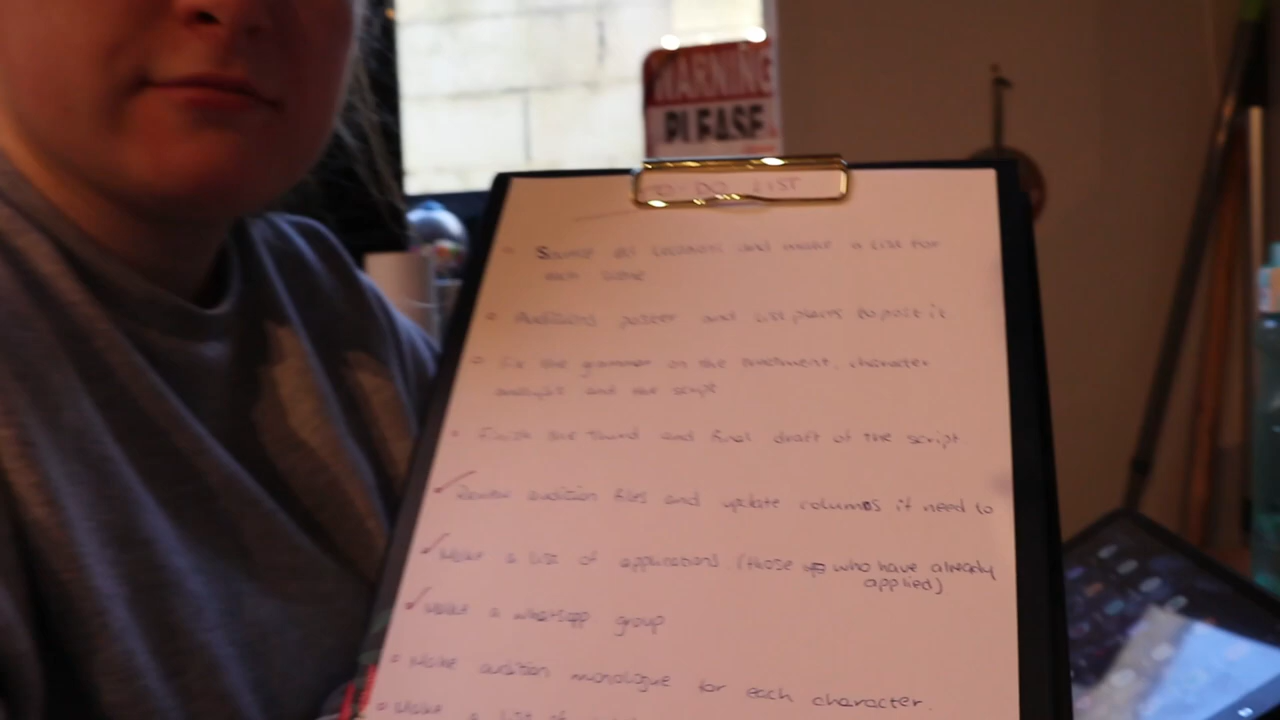 WARNING
PLEASE
TO-DO LIST
Source all locations and make a list for
each scene
Auditions poster and list places to post it
Fix the grammar on the treatment, character
and the script
Finish the third and final draft of the script
Review audition files and update columns if need to
Make a list of applications (those who have already
applied)
Make a whatsapp group
Make audition monologue for each character.
Make a list of